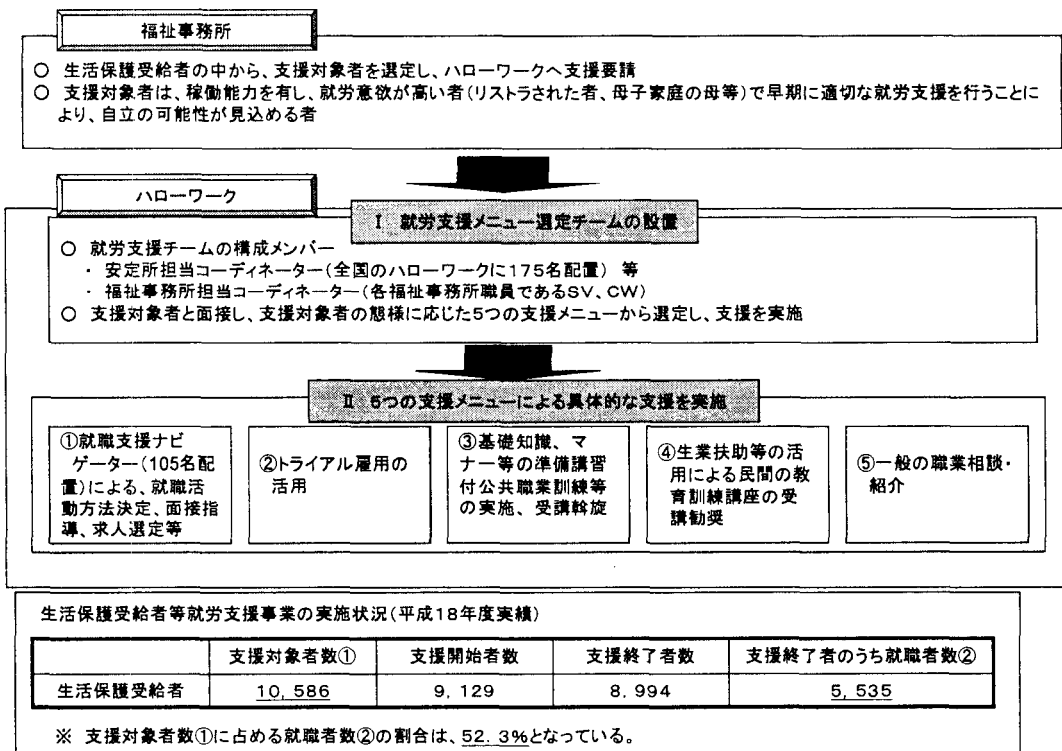 福祉事務所
○ 生活保護受給者の中から、支援対象者を選定し、ハローワークへ支援要請
○ 支援対象者は、稼働能力を有し、就労意欲が高い者(リストラされた者、母子家庭の母等)で早期に適切な就労支援を行うことに
より、自立の可能性が見込める者
ハローワーク
Ⅰ 就労支援メニュー選定チームの設置
○ 就労支援チームの構成メンバー
・ 安定所担当コーディネーター(全国のハローワークに175名配置) 等
・ 福祉事務所担当コーディネーター(各福祉事務所職員であるSV、CW)
○ 支援対象者と面接し、支援対象者の態様に応じた5つの支援メニューから選定し、支援を実施
Ⅱ 5つの支援メニューによる具体的な支援を実施
①就職支援ナビ
ゲーター(105名配
置)による、就職活
動方法決定、面接指
導、求人選定等
②トライアル雇用の
活用
③基礎知識、マ
ナー等の準備講習
付公共職業訓練等
の実施、受講斡旋
④生業扶助等の活
用による民間の教
育訓練講座の受
講勧奨
⑤一般の職業相談・
紹介
生活保護受給者等就労支援事業の実施状況(平成18年度実績)
支援対象者数① 支援開始者数 支援終了者数 支援終了者のうち就職者数②
生活保護受給者 10,586 9,129 8,994 5,535
※ 支援対象者数①に占める就職者数②の割合は、52.3%となっている。